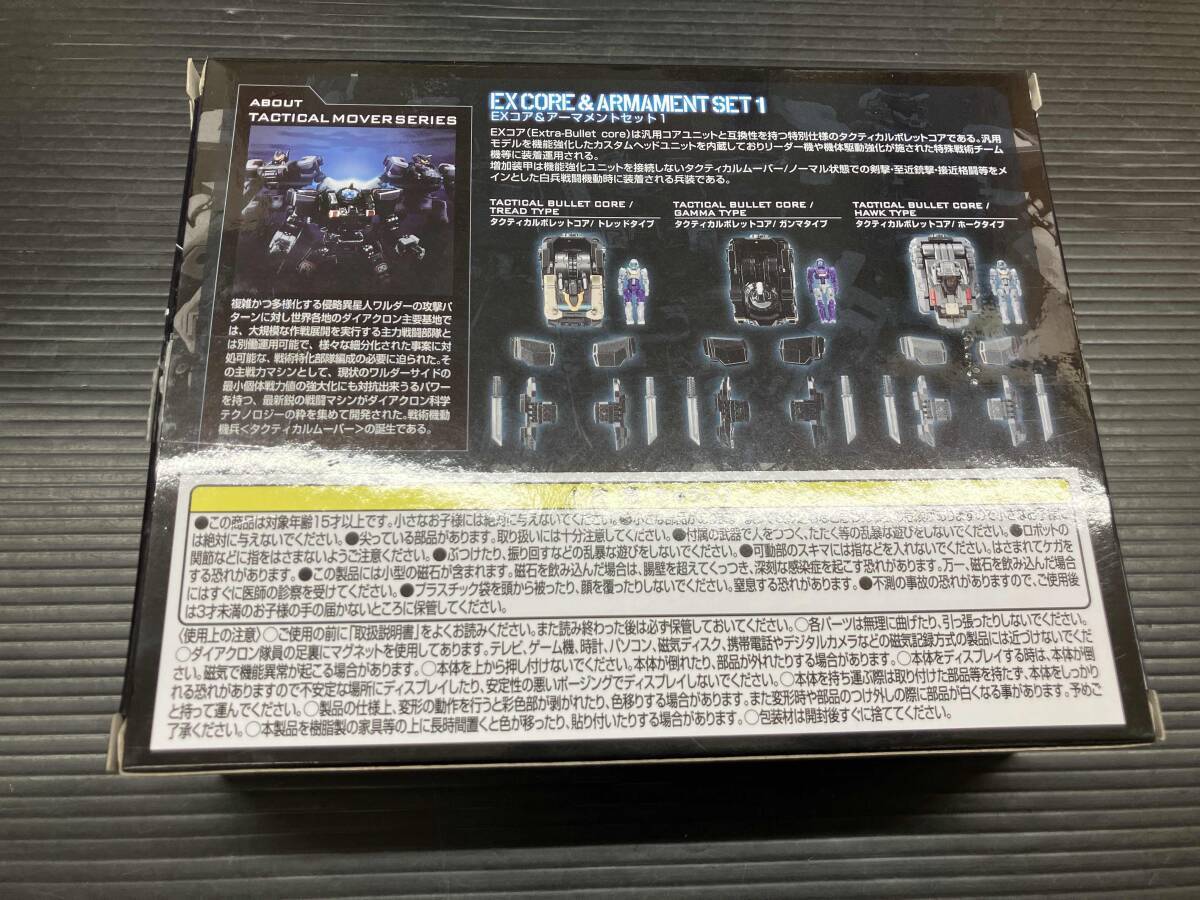 ABOUT
TACTICAL MOVER SERIES
複雑かつ多様化する侵略異星人ワルダーの攻撃パ
ターンに対し世界各地のダイアクロン主要基地で
は、大規模な作戦展開を実行する主力戦闘部隊と
は別働運用可能で、様々な細分化された事案に対
処可能な、戦術特化部隊編成の必要に迫られた。そ
の主戦力マシンとして、現状のワルダーサイドの
最小個体戦力値の強大化にも対抗出来うるパワー
を持つ、最新鋭の戦闘マシンがダイアクロン科学
テクノロジーの粋を集めて開発された。戦術機動
機兵<タクティカルムーバー>の誕生である。
EX CORE & ARMAMENT SET 1
EXコア&アーマメントセット1
EXコア(Extra-Bullet core)は汎用コアユニットと互換性を持つ特別仕様のタクティカルボレットコアである。汎用
モデルを機能強化したカスタムヘッドユニットを内蔵しておりリーダー機や機体駆動強化が施された特殊戦術チーム
機等に装着運用される。
増加装甲は機能強化ユニットを接続しないタクティカルムーバー/ノーマル状態での剣撃・至近銃撃・接近格闘等をメ
インとした白兵戦闘機動時に装着される兵装である。
TACTICAL BULLET CORE /
TREAD TYPE
タクティカルボレットコア/トレッドタイプ
TACTICAL BULLET CORE /
GAMMA TYPE
タクティカルボレットコア/ガンマタイプ
TACTICAL BULLET CORE /
HAWK TYPE
タクティカルボレットコア/ホークタイプ
●この商品は対象年齢15才以上です。小さなお子様には絶対に与えないでください。
は絶対に与えないでください。●尖っている部品があります。取り扱いには十分注意してください。●付属の武器で人をつつく、たたく等の乱暴な遊びをしないでください。●ロボットの
関節などに指をはさまないようご注意ください。●ぶつけたり、振り回すなどの乱暴な遊びをしないでください。●可動部のスキマには指などを入れないでください。はさまれてケガを
する恐れがあります。●この製品には小型の磁石が含まれます。磁石を飲み込んだ場合は、腸壁を超えてくっつき、深刻な感染症を起こす恐れがあります。万一、磁石を飲み込んだ場合
にはすぐに医師の診察を受けてください。●プラスチック袋を頭から被ったり、顔を覆ったりしないでください。窒息する恐れがあります。●不測の事故の恐れがありますので、ご使用後
は3才未満のお子様の手の届かないところに保管してください。
〈使用上の注意〉○ご使用の前に「取扱説明書」をよくお読みください。また読み終わった後は必ず保管しておいてください。○各パーツは無理に曲げたり、引っ張ったりしないでください。
○ダイアクロン隊員の足裏にマグネットを使用してあります。テレビ、ゲーム機、時計、パソコン、磁気ディスク、携帯電話やデジタルカメラなどの磁気記録方式の製品には近づけないでくだ
さい。磁気で機能異常が起こる場合があります。○本体を上から押し付けないでください。本体が倒れたり、部品が外れたりする場合があります。○本体をディスプレイする時は、本体が倒
れる恐れがありますので不安定な場所にディスプレイしたり、安定性の悪いポージングでディスプレイしないでください。○本体を持ち運ぶ際は取り付けた部品等を持たず、本体をしっかり
と持って運んでください。○製品の仕様上、変形の動作を行うと彩色部が剥がれたり、色移りする場合があります。また変形時や部品のつけ外しの際に部品が白くなる事があります。予めご
了承ください。○本製品を樹脂製の家具等の上に長時間置くと色が移ったり、貼り付いたりする場合があります。○包装材は開封後すぐに捨ててください。